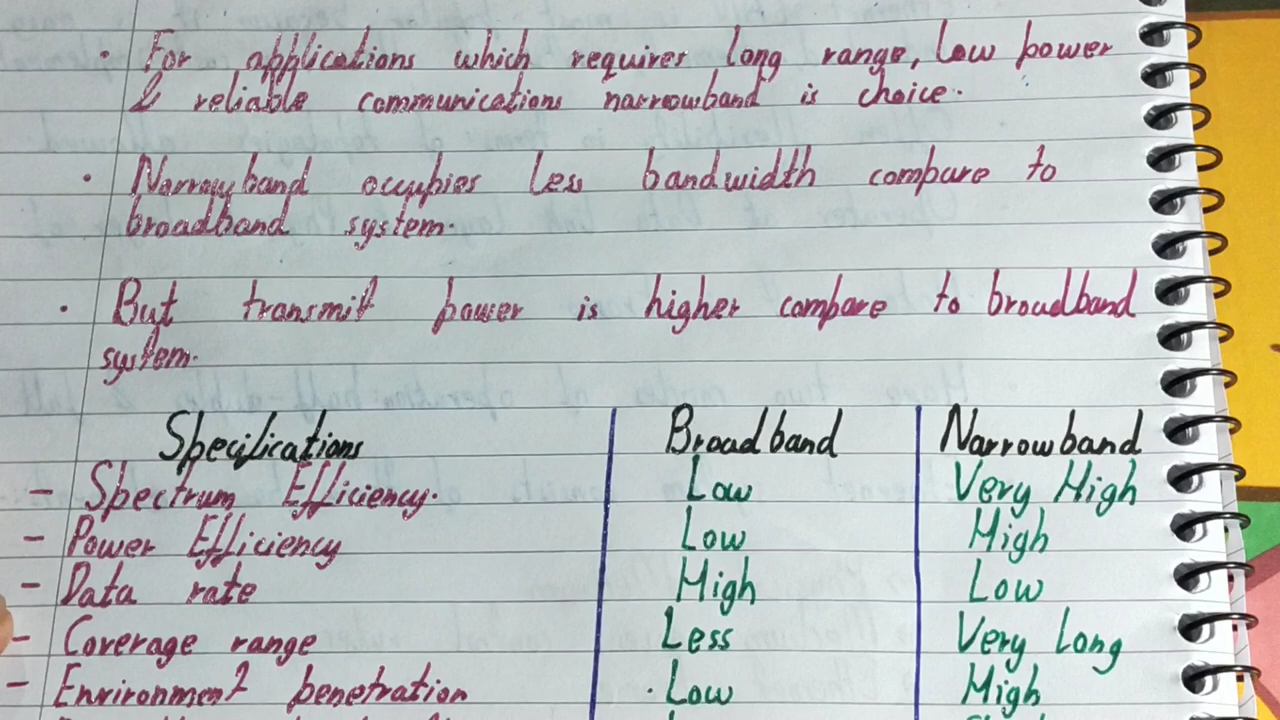 · For applications which requires long range, low power
& reliable communications narrowband is choice.
· Narrowband occupies less bandwidth compare to
broadband system.
· But transmit power is higher compare to broadband
system.
Specifications Broadband Narrowband
- Spectrum Efficiency. Low Very High
- Power Efficiency Low High
- Data rate High Low
- Coverage range Less Very Long
- Environment penetration Low High